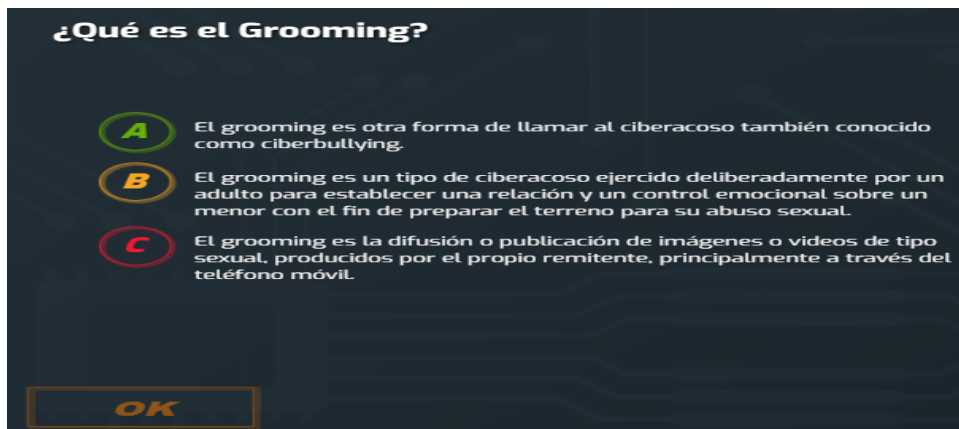 ¿Qué es el Grooming?
A
El grooming es otra forma de llamar al ciberacoso también conocido
como ciberbullying.
B
El grooming es un tipo de ciberacoso ejercido deliberadamente por un
adulto para establecer una relación y un control emocional sobre un
menor con el fin de preparar el terreno para su abuso sexual.
C
El grooming es la difusión o publicación de imágenes o videos de tipo
sexual, producidos por el propio remitente, principalmente a través del
teléfono móvil.
OK